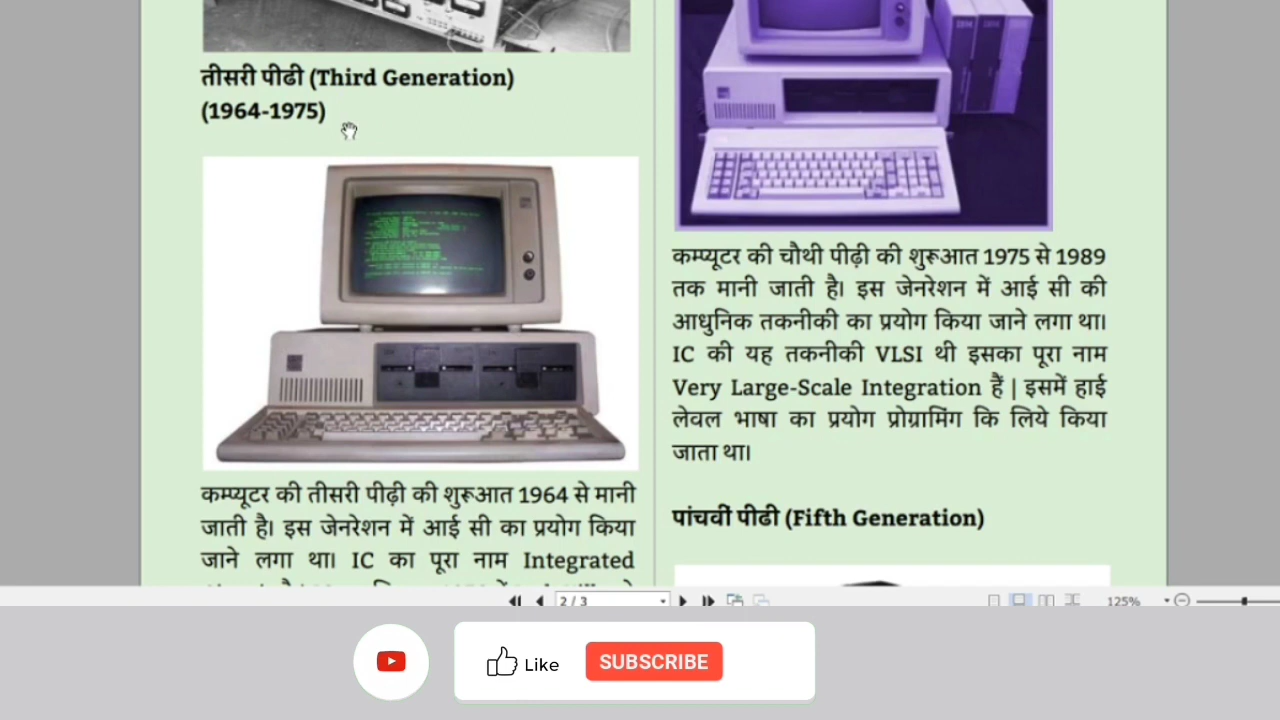 तीसरी पीढी (Third Generation)
(1964-1975)
कम्प्यूटर की तीसरी पीढ़ी की शुरूआत 1964 से मानी
जाती है। इस जेनरेशन में आई सी का प्रयोग किया
जाने लगा था। IC का पूरा नाम Integrated
कम्प्यूटर की चौथी पीढ़ी की शुरूआत 1975 से 1989
तक मानी जाती है। इस जेनरेशन में आई सी की
आधुनिक तकनीकी का प्रयोग किया जाने लगा था।
IC की यह तकनीकी VLSI थी इसका पूरा नाम
Very Large-Scale Integration हैं | इसमें हाई
लेवल भाषा का प्रयोग प्रोग्रामिंग कि लिये किया
जाता था।
पांचवीं पीढी (Fifth Generation)
2 / 3
125%
Like
SUBSCRIBE